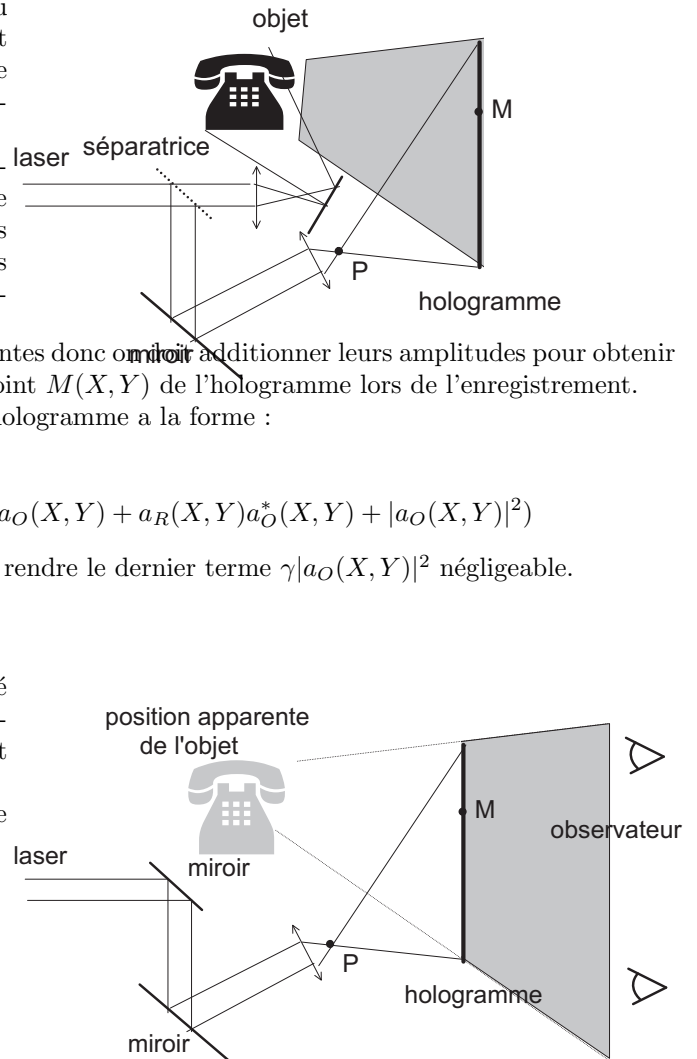 objet
M
séparatrice
laser
P
hologramme
miroir
ntes donc on doit additionner leurs amplitudes pour obtenir
oint M(X, Y) de l'hologramme lors de l'enregistrement.
ologramme a la forme :
a_O(X, Y) + a_R(X, Y)a_O^*(X, Y) + |a_O(X, Y)|^2)
rendre le dernier terme γ|a_O(X, Y)|^2 négligeable.
é
position apparente
de l'objet
t
M
e
observateur
laser
miroir
P
hologramme
miroir